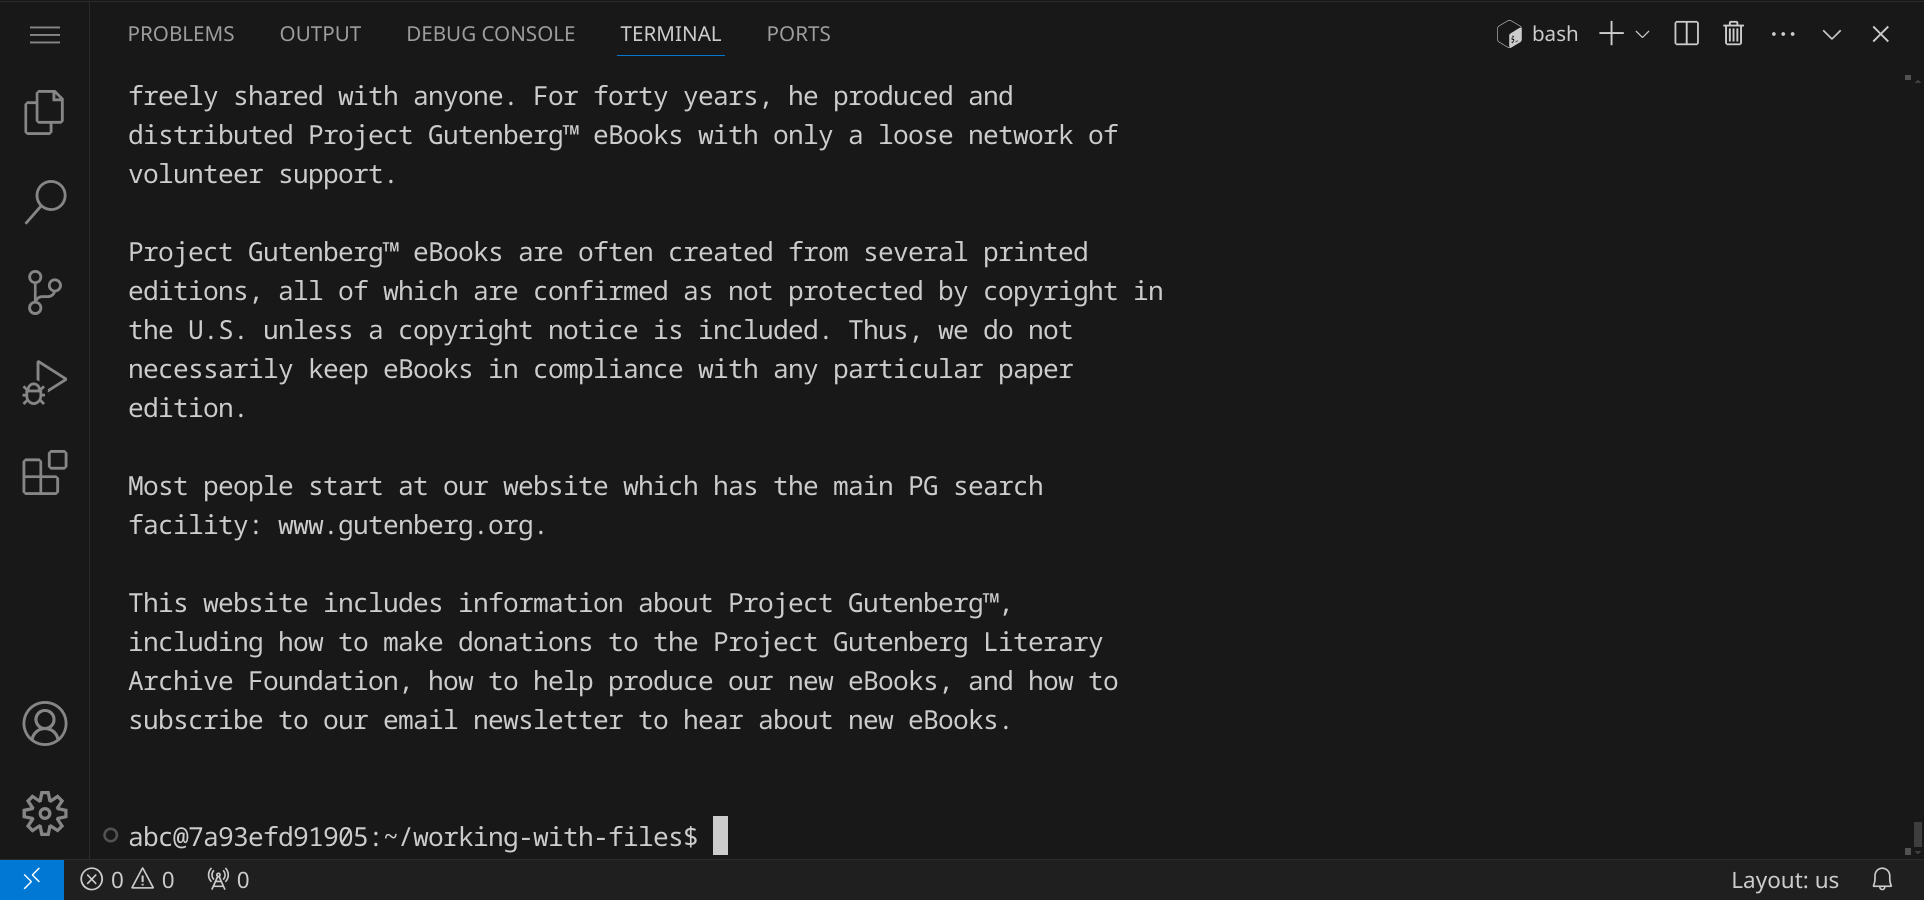 PROBLEMS OUTPUT DEBUG CONSOLE TERMINAL PORTS bash
freely shared with anyone. For forty years, he produced and
distributed Project Gutenberg™ eBooks with only a loose network of
volunteer support.
Project Gutenberg™ eBooks are often created from several printed
editions, all of which are confirmed as not protected by copyright in
the U.S. unless a copyright notice is included. Thus, we do not
necessarily keep eBooks in compliance with any particular paper
edition.
Most people start at our website which has the main PG search
facility: www.gutenberg.org.
This website includes information about Project Gutenberg™,
including how to make donations to the Project Gutenberg Literary
Archive Foundation, how to help produce our new eBooks, and how to
subscribe to our email newsletter to hear about new eBooks.
abc@7a93efd91905:~/working-with-files$
0 0 0 Layout: us